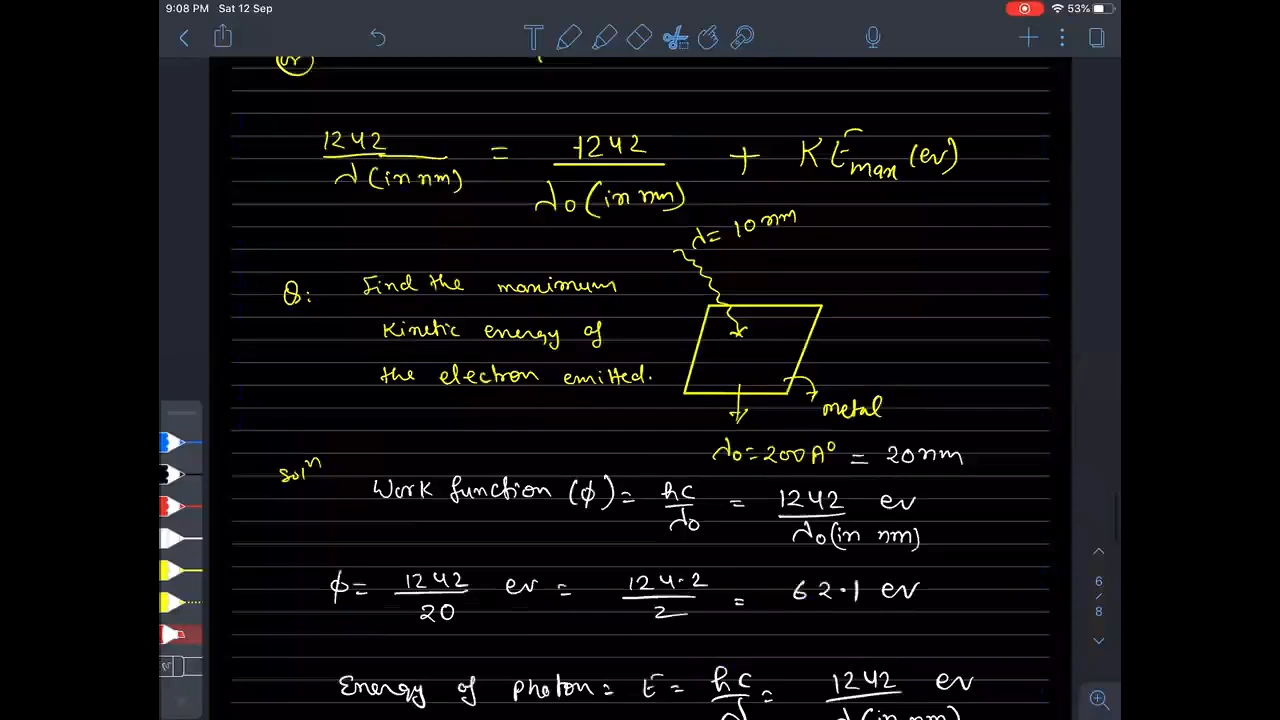 9:08 PM Sat 12 Sep
53%
1242 / λ (in nm) = 1242 / λ0 (in nm) + KEmax (ev)
λ = 10 nm
Q: Find the maximum
kinetic energy of
the electron emitted.
metal
λ0 = 200 A° = 20 nm
Solⁿ
Work function (ϕ) = hc / λ0 = 1242 / λ0 (in nm) ev
ϕ = 1242 / 20 ev = 124.2 / 2 = 62.1 ev
6 / 8
Energy of photon = E = hc / λ = 1242 / λ (in nm) ev